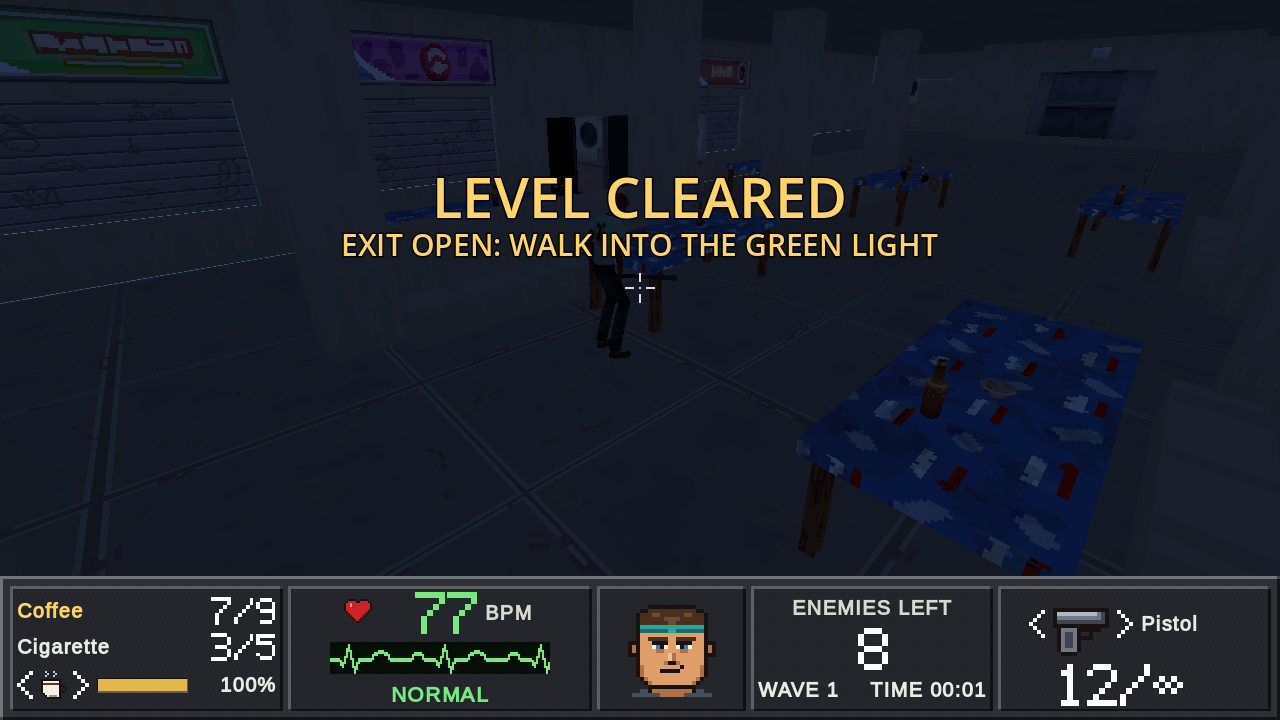 LEVEL CLEARED
EXIT OPEN: WALK INTO THE GREEN LIGHT
Coffee 7/9
Cigarette 3/5
100%
77 BPM
NORMAL
ENEMIES LEFT
8
WAVE 1 TIME 00:01
Pistol
12/∞